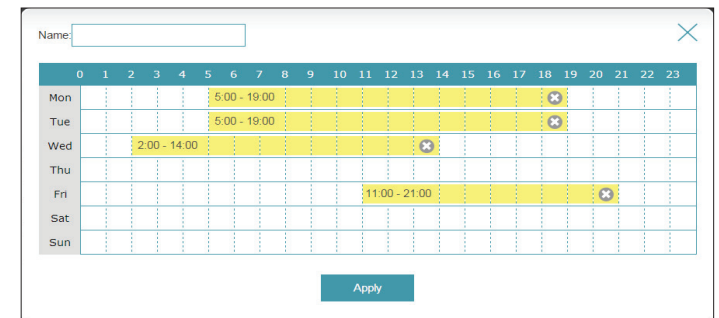 Name:
0 1 2 3 4 5 6 7 8 9 10 11 12 13 14 15 16 17 18 19 20 21 22 23
Mon 5:00 - 19:00
Tue 5:00 - 19:00
Wed 2:00 - 14:00
Thu
Fri 11:00 - 21:00
Sat
Sun
Apply